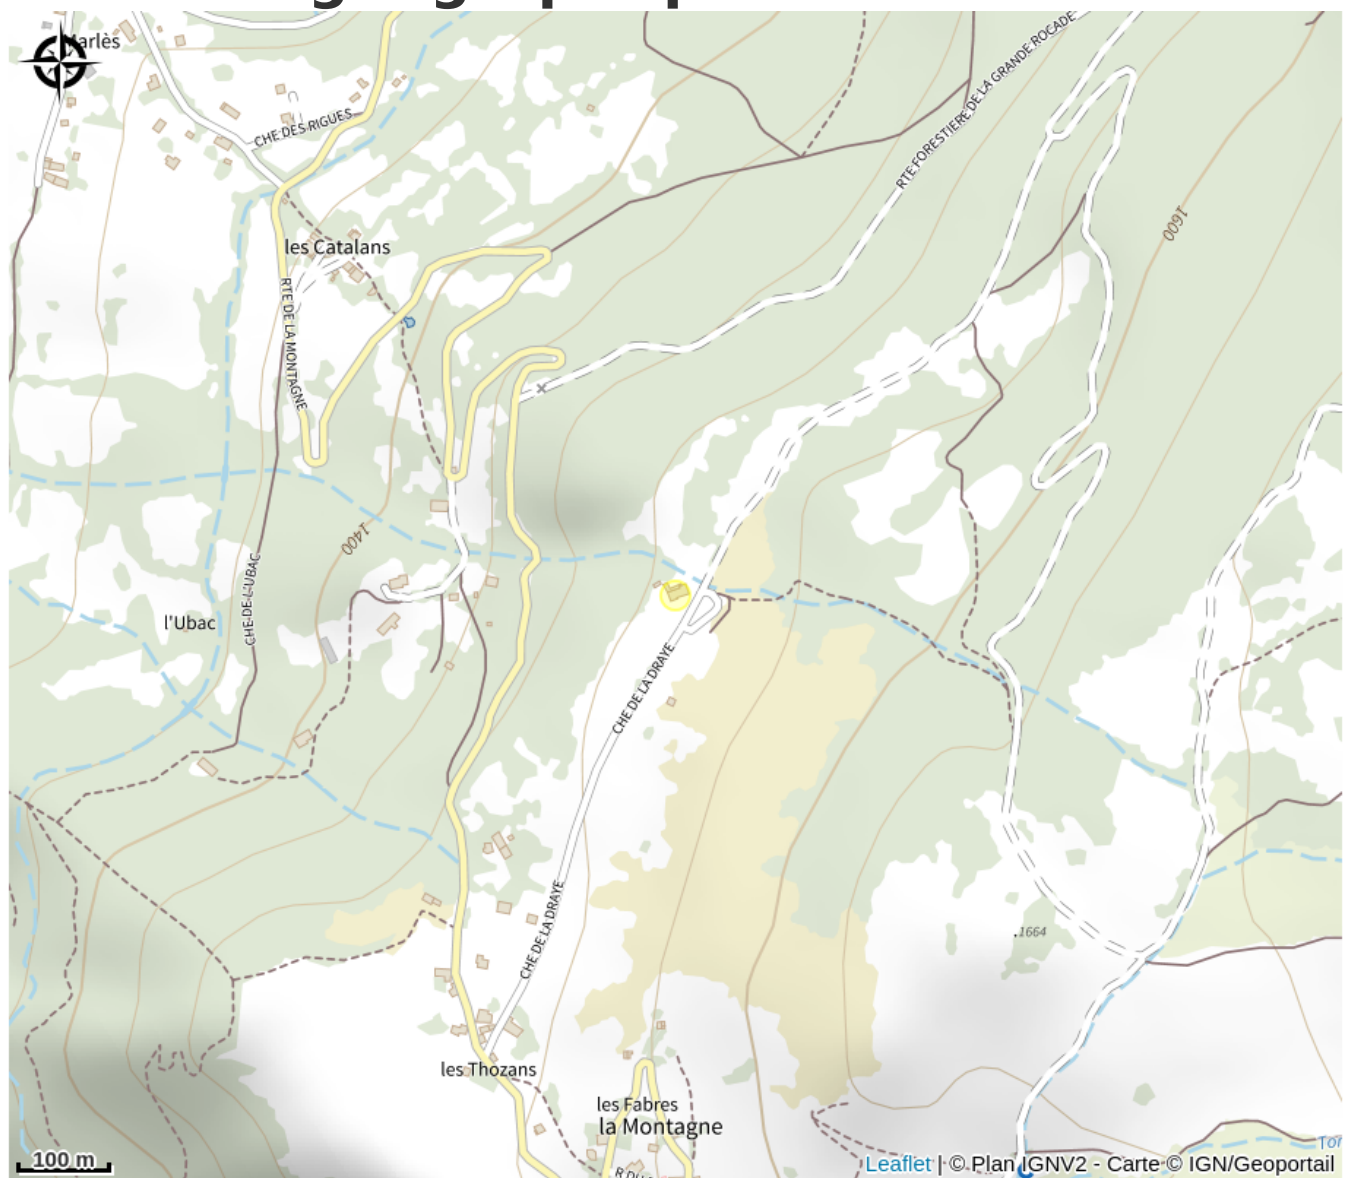 Marlès
CHE DES RIGUES
RTE FORESTIERE DE LA GRANDE ROCADE
1600
les Catalans
RTE DE LA MONTAGNE
1400
CHE DE L'UBAC
l'Ubac
CHE DE LA DRAYE
CHE DE LA DRAYE
.1664
les Thozans
les Fabres
la Montagne
100 m
Leaflet | © Plan IGNV2 - Carte © IGN/Geoportail